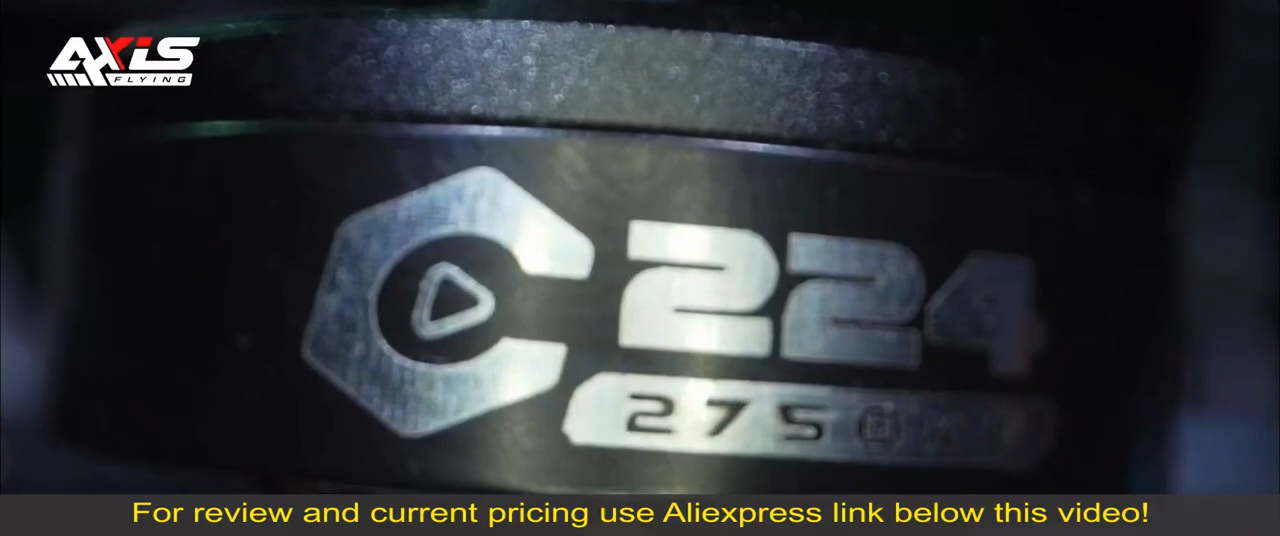 AXiS
FLYING
C224
275
For review and current pricing use Aliexpress link below this video!